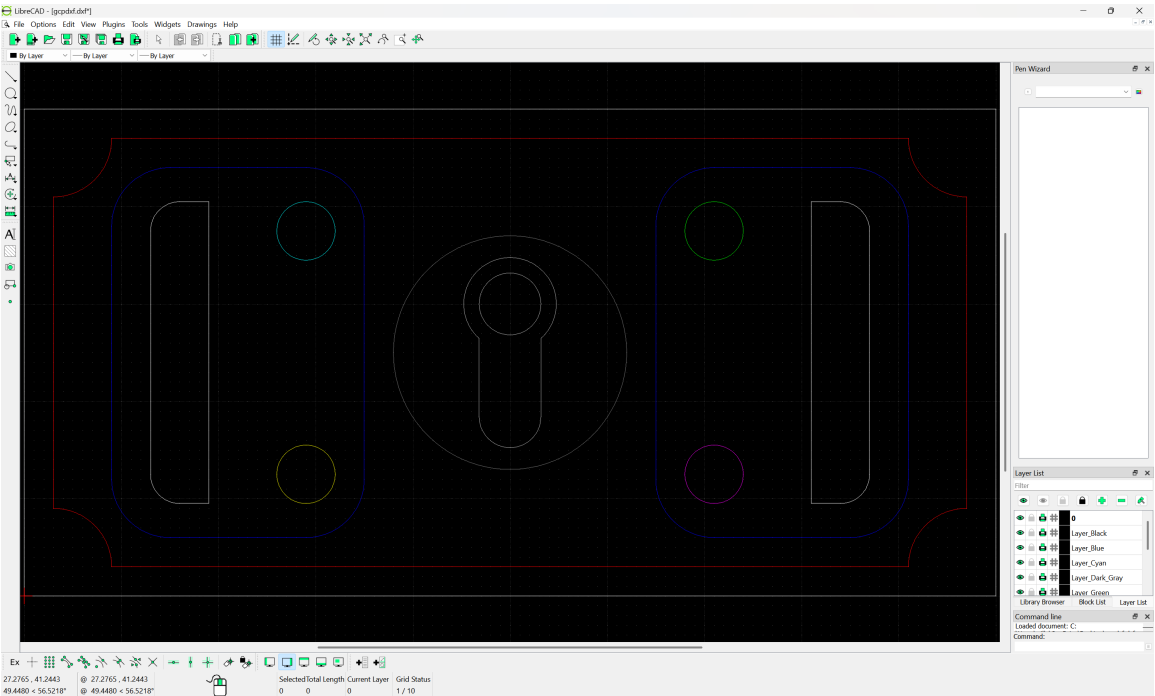 LibreCAD - [gcpdxf.dxf*]
File Options Edit View Plugins Tools Widgets Drawings Help
By Layer By Layer By Layer
Pen Wizard
Layer List
Filter
0
Layer_Black
Layer_Blue
Layer_Cyan
Layer_Dark_Gray
Layer_Green
Library Browser Block List Layer List
Command line
Loaded document: C:
Command:
Ex
27.2765 , 41.2443 @ 27.2765 , 41.2443 Selected Total Length Current Layer Grid Status
49.4480 < 56.5218° @ 49.4480 < 56.5218° 0 0 0 1 / 10